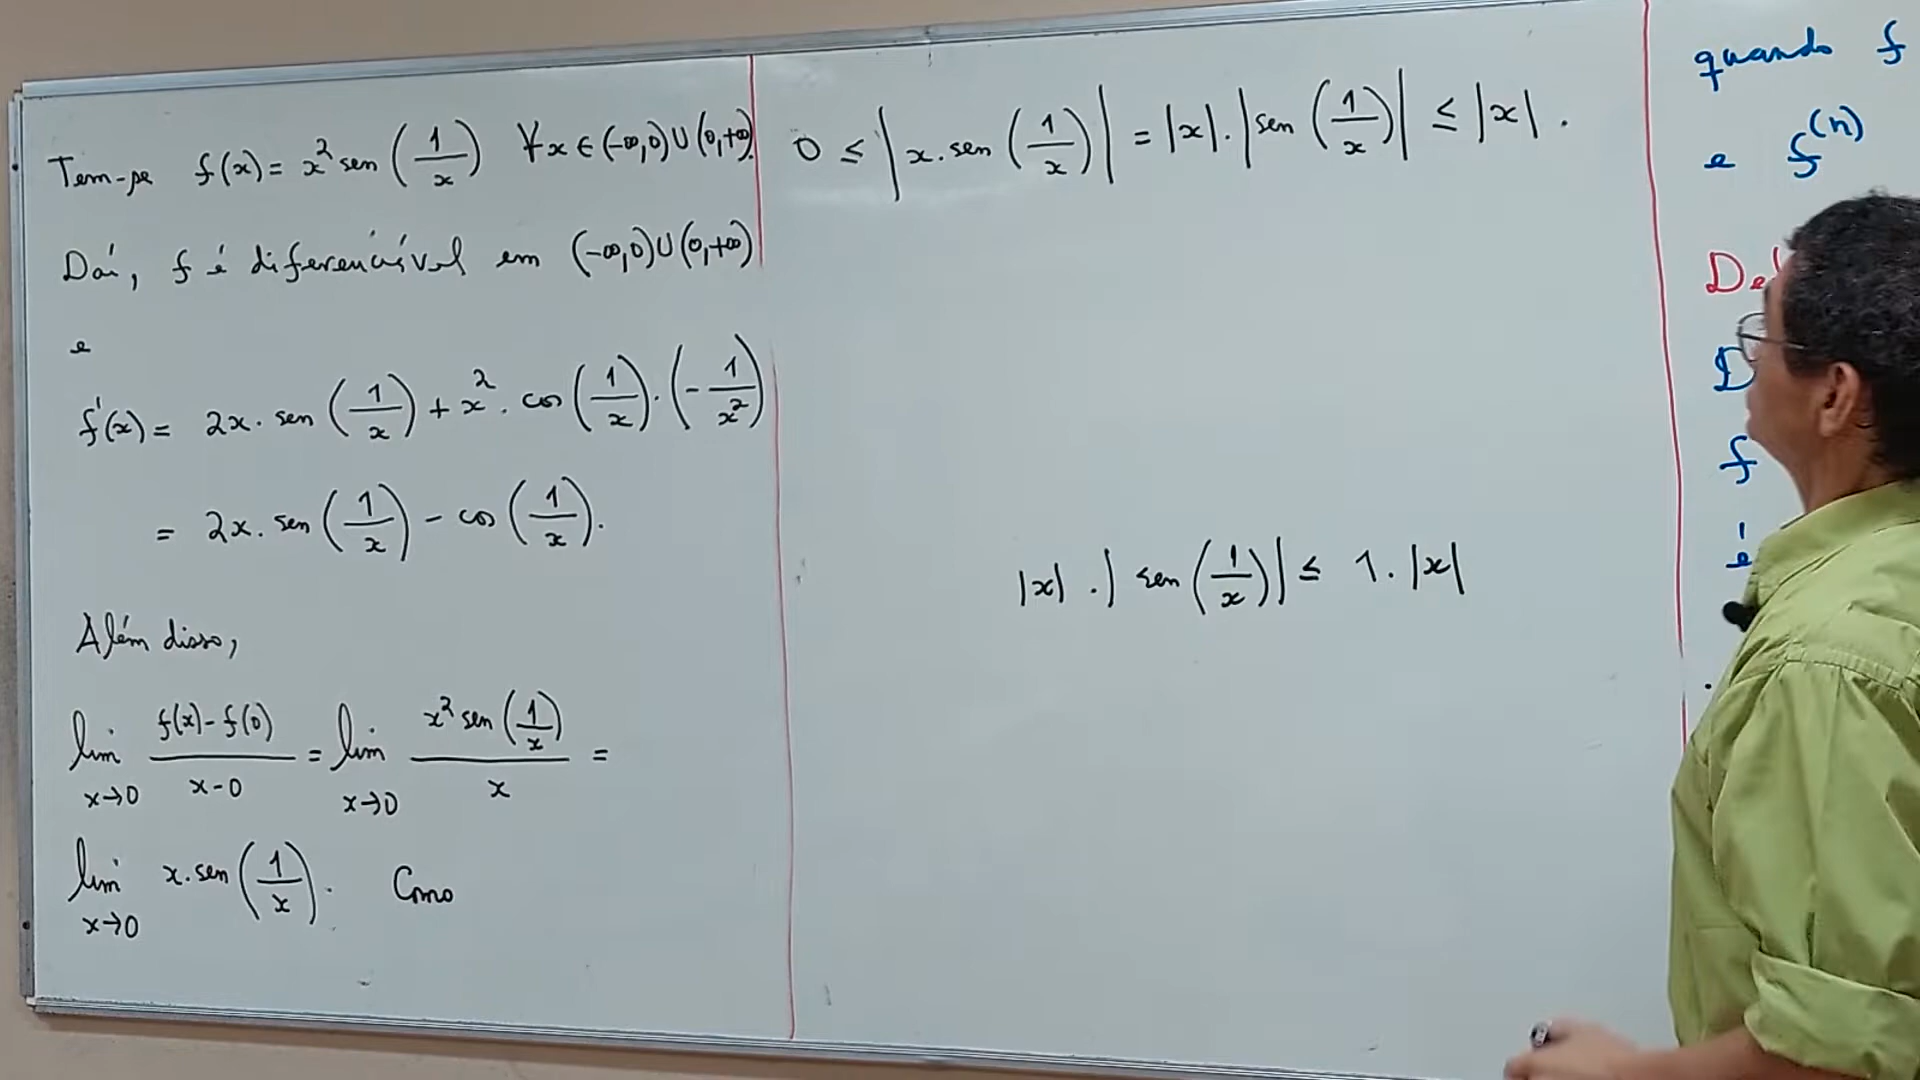 Tem-se f(x) = x² sen (1/x) ∀x ∈ (-∞,0) ∪ (0,+∞).
Daí, f é diferenciável em (-∞,0) ∪ (0,+∞)
e
f'(x) = 2x. sen (1/x) + x². cos (1/x). (- 1/x²)
= 2x. sen (1/x) - cos (1/x).
Além disso,
lim x→0 (f(x) - f(0))/(x-0) = lim x→0 (x² sen (1/x))/x =
lim x→0 x. sen (1/x). Como
0 ≤ |x. sen (1/x)| = |x|. |sen (1/x)| ≤ |x|.
|x| . | sen (1/x)| ≤ 1. |x|
quando f
e f⁽ⁿ⁾
D
f
é